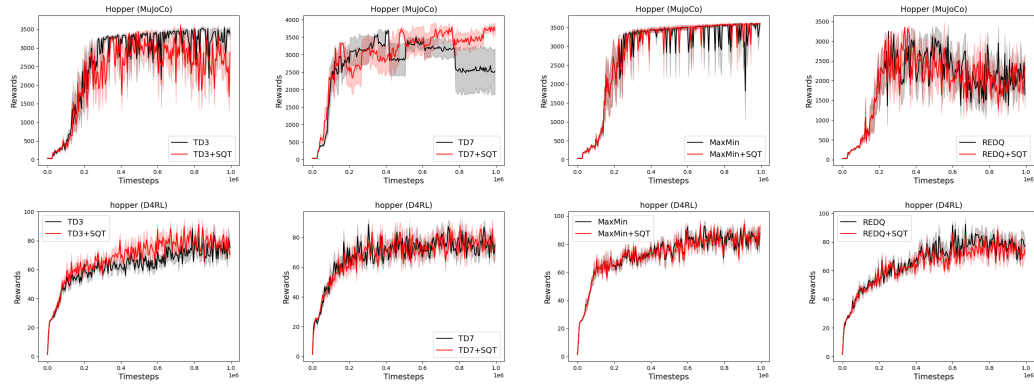 Hopper (MuJoCo)
Rewards
3500
3000
2500
2000
1500
1000
500
0
TD3
TD3+SQT
0.0 0.2 0.4 0.6 0.8 1.0
Timesteps
1e6
Hopper (MuJoCo)
Rewards
4000
3500
3000
2500
2000
1500
1000
500
0
TD7
TD7+SQT
0.0 0.2 0.4 0.6 0.8 1.0
Timesteps
1e6
Hopper (MuJoCo)
Rewards
3500
3000
2500
2000
1500
1000
500
0
MaxMin
MaxMin+SQT
0.0 0.2 0.4 0.6 0.8 1.0
Timesteps
1e6
Hopper (MuJoCo)
Rewards
3500
3000
2500
2000
1500
1000
500
0
REDQ
REDQ+SQT
0.0 0.2 0.4 0.6 0.8 1.0
Timesteps
1e6
hopper (D4RL)
Rewards
100
80
60
40
20
0
TD3
TD3+SQT
0.0 0.2 0.4 0.6 0.8 1.0
Timesteps
1e6
hopper (D4RL)
Rewards
80
60
40
20
0
TD7
TD7+SQT
0.0 0.2 0.4 0.6 0.8 1.0
Timesteps
1e6
hopper (D4RL)
Rewards
80
60
40
20
0
MaxMin
MaxMin+SQT
0.0 0.2 0.4 0.6 0.8 1.0
Timesteps
1e6
hopper (D4RL)
Rewards
100
80
60
40
20
0
REDQ
REDQ+SQT
0.0 0.2 0.4 0.6 0.8 1.0
Timesteps
1e6